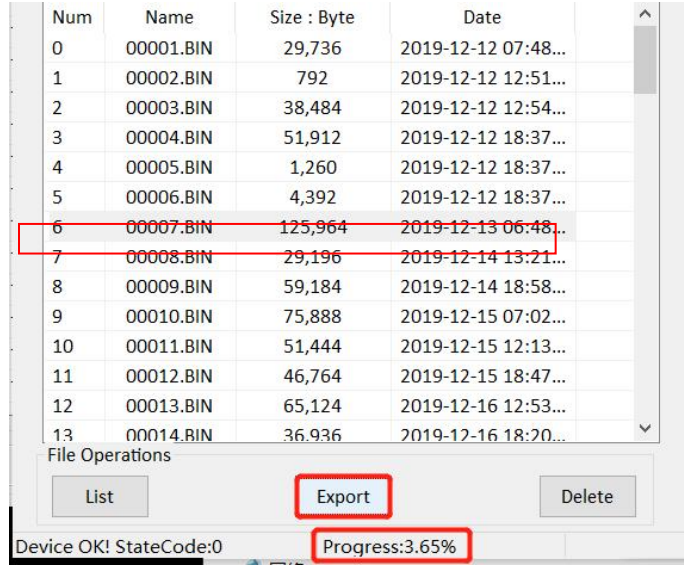 Num Name Size : Byte Date
0 00001.BIN 29,736 2019-12-12 07:48...
1 00002.BIN 792 2019-12-12 12:51...
2 00003.BIN 38,484 2019-12-12 12:54...
3 00004.BIN 51,912 2019-12-12 18:37...
4 00005.BIN 1,260 2019-12-12 18:37...
5 00006.BIN 4,392 2019-12-12 18:37...
6 00007.BIN 125,964 2019-12-13 06:48...
7 00008.BIN 29,196 2019-12-14 13:21...
8 00009.BIN 59,184 2019-12-14 18:58...
9 00010.BIN 75,888 2019-12-15 07:02...
10 00011.BIN 51,444 2019-12-15 12:13...
11 00012.BIN 46,764 2019-12-15 18:47...
12 00013.BIN 65,124 2019-12-16 12:53...
13 00014.BIN 36,936 2019-12-16 18:20...
File Operations
List Export Delete
Device OK! StateCode:0 Progress:3.65%